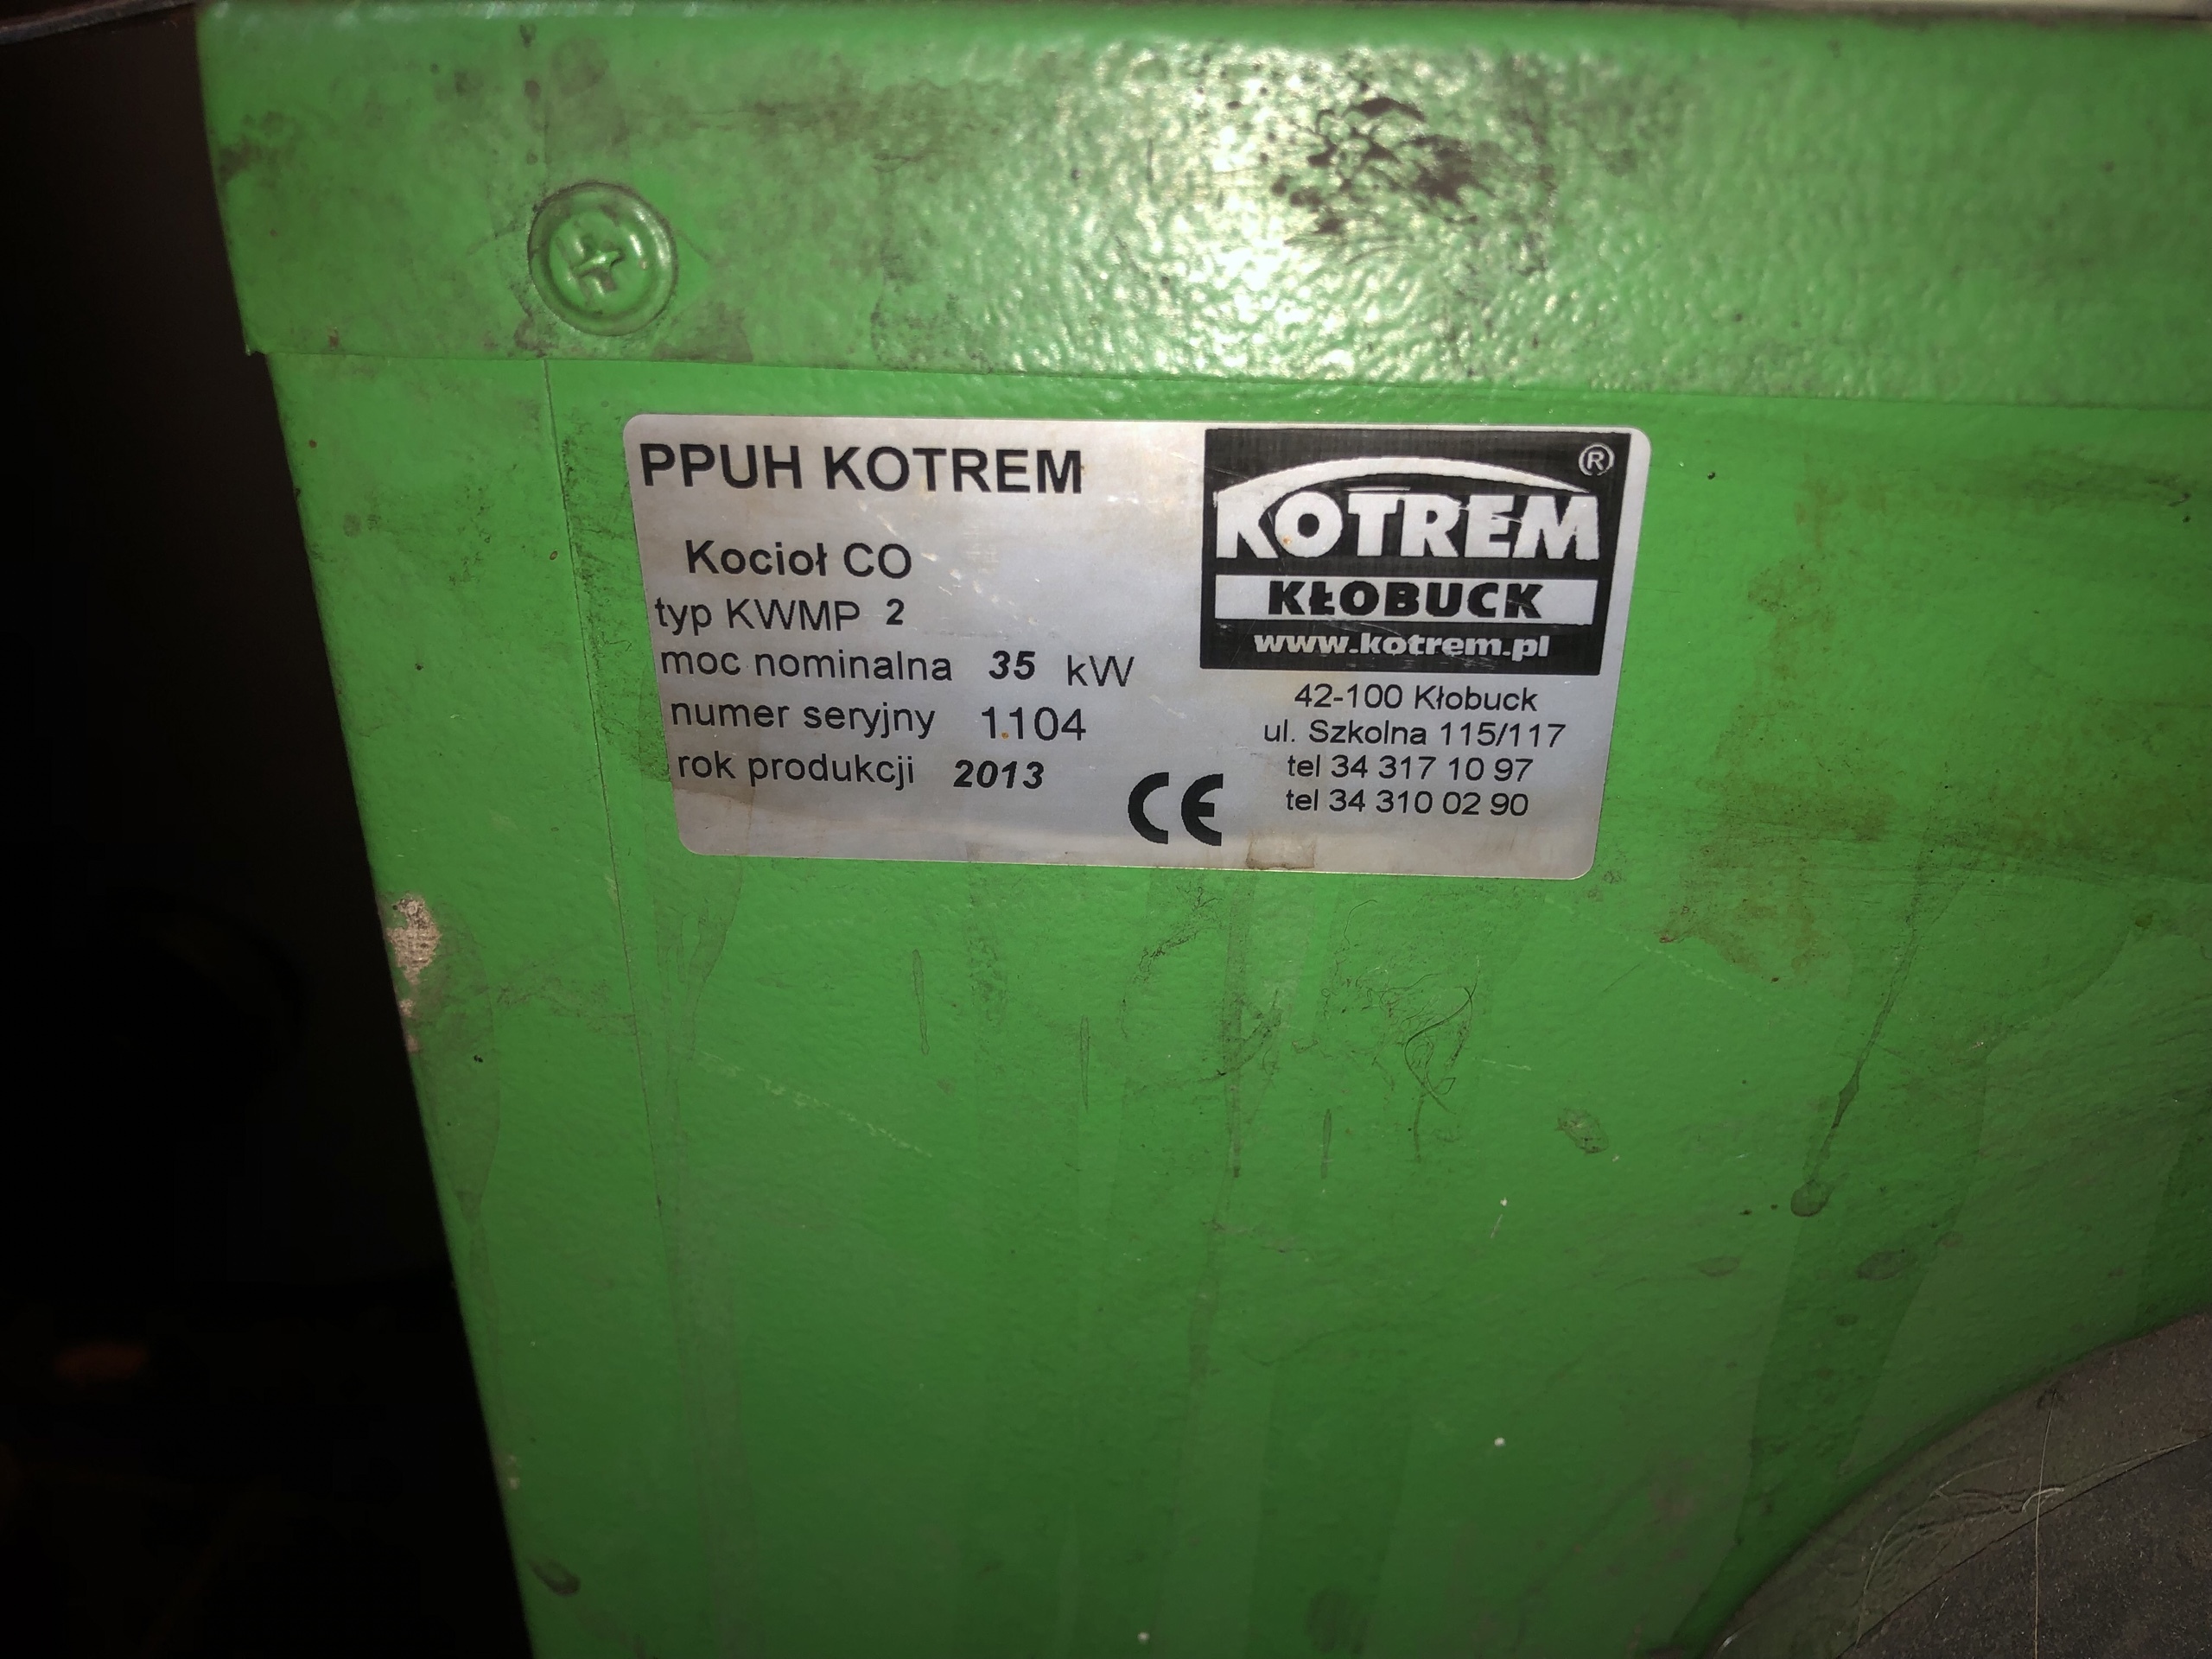 PPUH KOTREM
Kocioł CO
typ KWMP 2
moc nominalna 35 kW
numer seryjny 1104
rok produkcji 2013
CE
KOTREM ®
KŁOBUCK
www.kotrem.pl
42-100 Kłobuck
ul. Szkolna 115/117
tel 34 317 10 97
tel 34 310 02 90